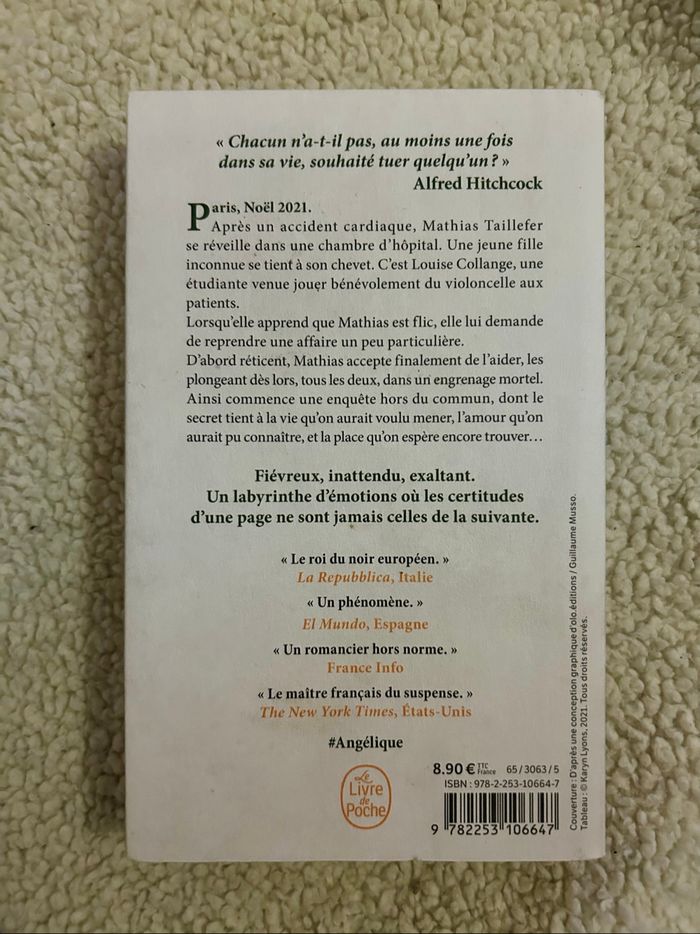 « Chacun n'a-t-il pas, au moins une fois
dans sa vie, souhaité tuer quelqu'un ? »
Alfred Hitchcock
Paris, Noël 2021.
Après un accident cardiaque, Mathias Taillefer
se réveille dans une chambre d'hôpital. Une jeune fille
inconnue se tient à son chevet. C'est Louise Collange, une
étudiante venue jouer bénévolement du violoncelle aux
patients.
Lorsqu'elle apprend que Mathias est flic, elle lui demande
de reprendre une affaire un peu particulière.
D'abord réticent, Mathias accepte finalement de l'aider, les
plongeant dès lors, tous les deux, dans un engrenage mortel.
Ainsi commence une enquête hors du commun, dont le
secret tient à la vie qu'on aurait voulu mener, l'amour qu'on
aurait pu connaître, et la place qu'on espère encore trouver…
Fiévreux, inattendu, exaltant.
Un labyrinthe d'émotions où les certitudes
d'une page ne sont jamais celles de la suivante.
« Le roi du noir européen. »
La Repubblica, Italie
« Un phénomène. »
El Mundo, Espagne
« Un romancier hors norme. »
France Info
« Le maître français du suspense. »
The New York Times, États-Unis
#Angélique
Le
Livre
de
Poche
8.90 € TTC France 65 / 3063 / 5
ISBN : 978-2-253-10664-7
9 782253 106647
Couverture : D'après une conception graphique d'olo.éditions / Guillaume Musso.
Tableau : © Karyn Lyons, 2021. Tous droits réservés.